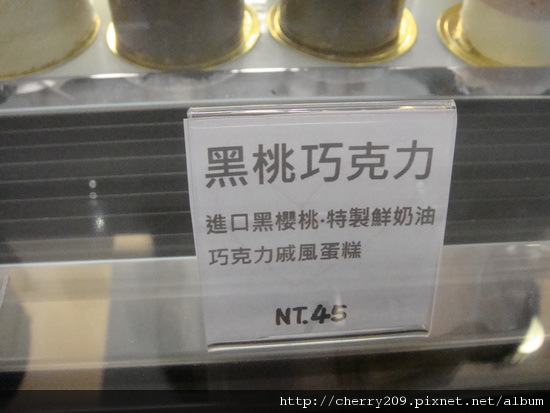 黑桃巧克力
進口黑櫻桃·特製鮮奶油
巧克力戚風蛋糕
NT.45
http://cherry209.pixnet.net/album